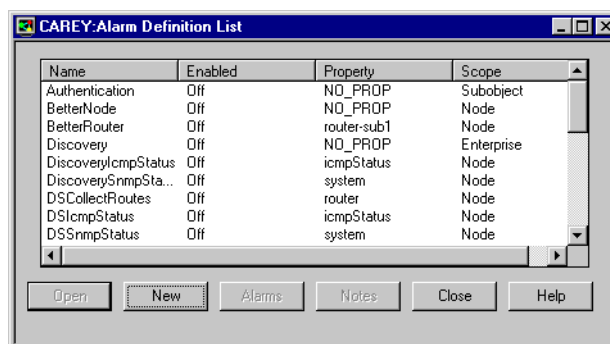 CAREY:Alarm Definition List
Name Enabled Property Scope
Authentication Off NO_PROP Subobject
BetterNode Off NO_PROP Node
BetterRouter Off router-sub1 Node
Discovery Off NO_PROP Enterprise
DiscoveryIcmpStatus Off icmpStatus Node
DiscoverySnmpSta... Off system Node
DSCollectRoutes Off router Node
DSIcmpStatus Off icmpStatus Node
DSSnmpStatus Off system Node
Open New Alarms Notes Close Help